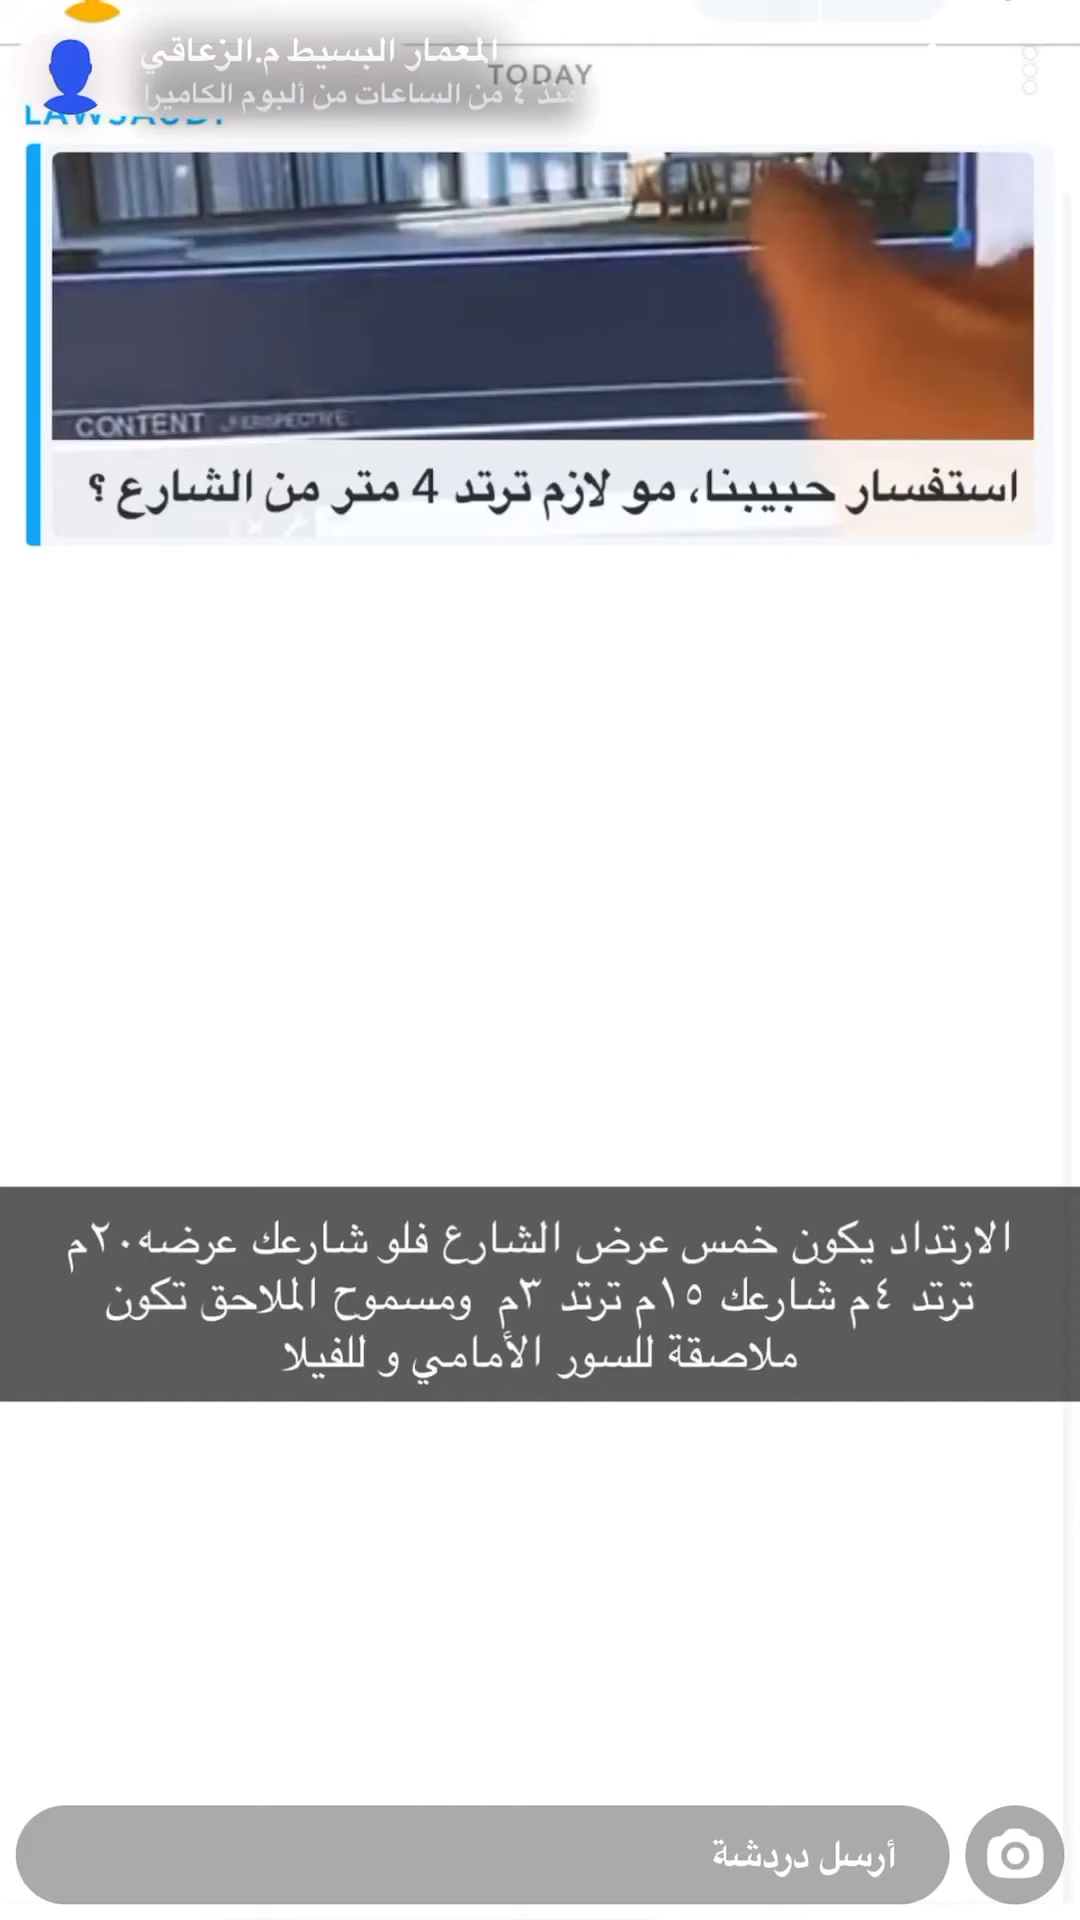 المعمار البسيط م.الزعاقي
TODAY
منذ ٤ من الساعات من ألبوم الكاميرا
CONTENT PERSPECTIVE
استفسار حبيبنا، مو لازم ترتد 4 متر من الشارع ؟
الارتداد يكون خمس عرض الشارع فلو شارعك عرضه٢٠م
ترتد ٤م شارعك ١٥م ترتد ٣م ومسموح الملاحق تكون
ملاصقة للسور الأمامي و للفيلا
أرسل دردشة